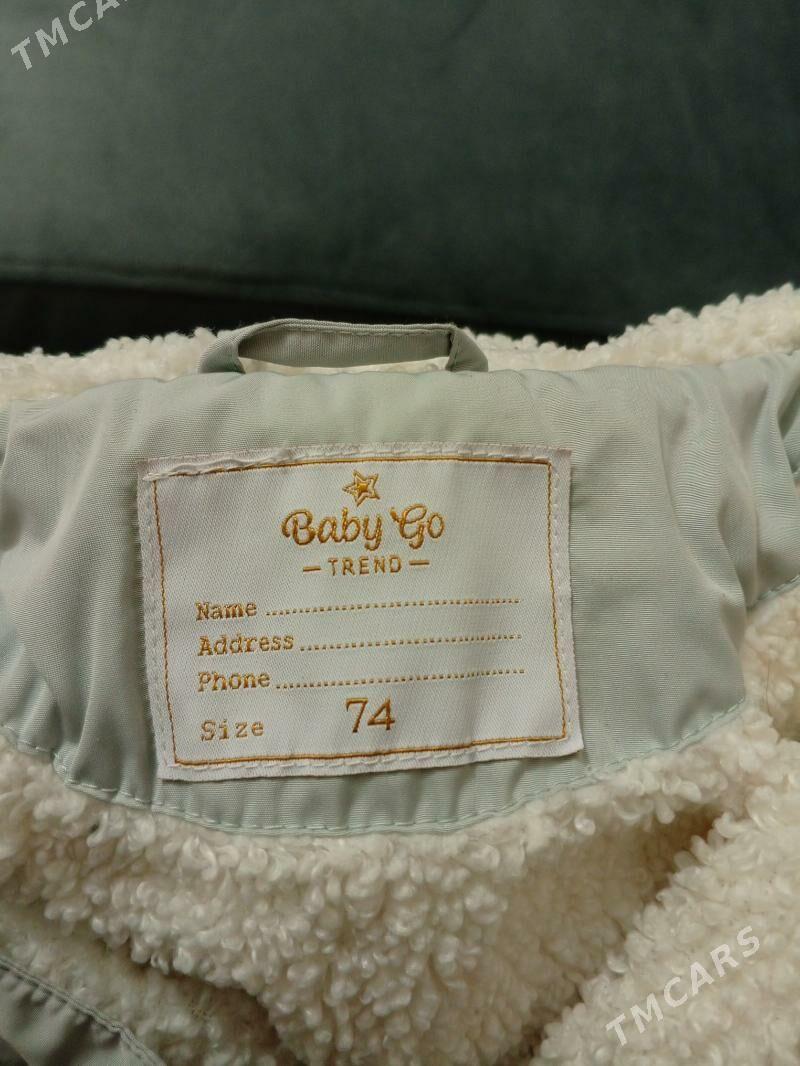 TMCARS
Baby Go
— TREND —
Name ........................................
Address ..................................
Phone ......................................
Size 74
TMCARS